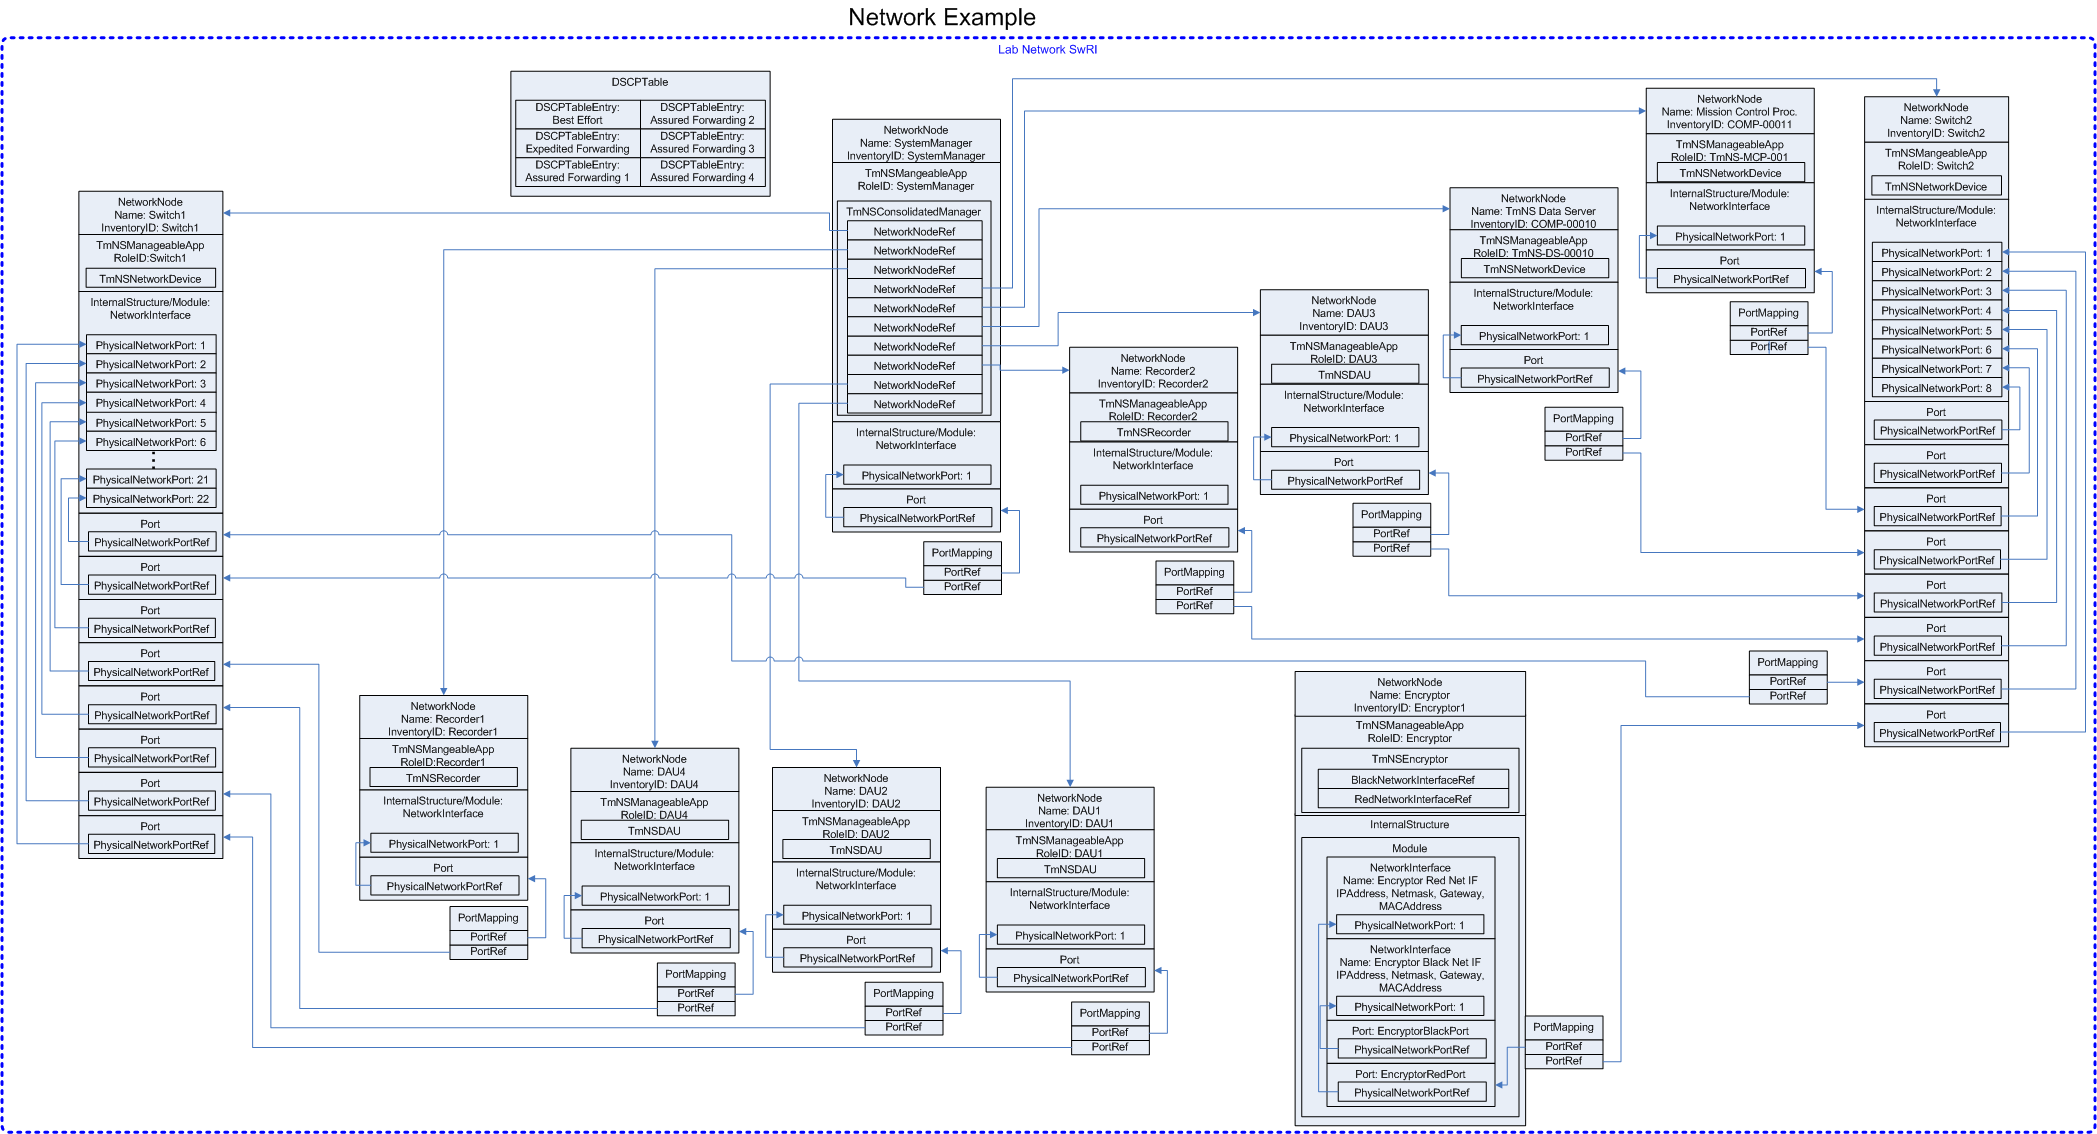 Network Example
Lab Network SwRI
DSCPTable
DSCPTableEntry:
Best Effort
DSCPTableEntry:
Assured Forwarding 2
DSCPTableEntry:
Expedited Forwarding
DSCPTableEntry:
Assured Forwarding 3
DSCPTableEntry:
Assured Forwarding 1
DSCPTableEntry:
Assured Forwarding 4
NetworkNode
Name: Switch1
InventoryID: Switch1
TmNSManageableApp
RoleID:Switch1
TmNSNetworkDevice
InternalStructure/Module:
NetworkInterface
PhysicalNetworkPort: 1
PhysicalNetworkPort: 2
PhysicalNetworkPort: 3
PhysicalNetworkPort: 4
PhysicalNetworkPort: 5
PhysicalNetworkPort: 6
PhysicalNetworkPort: 21
PhysicalNetworkPort: 22
Port
PhysicalNetworkPortRef
Port
PhysicalNetworkPortRef
Port
PhysicalNetworkPortRef
Port
PhysicalNetworkPortRef
Port
PhysicalNetworkPortRef
Port
PhysicalNetworkPortRef
Port
PhysicalNetworkPortRef
Port
PhysicalNetworkPortRef
NetworkNode
Name: SystemManager
InventoryID: SystemManager
TmNSMangeableApp
RoleID: SystemManager
TmNSConsolidatedManager
NetworkNodeRef
NetworkNodeRef
NetworkNodeRef
NetworkNodeRef
NetworkNodeRef
NetworkNodeRef
NetworkNodeRef
NetworkNodeRef
NetworkNodeRef
NetworkNodeRef
InternalStructure/Module:
NetworkInterface
PhysicalNetworkPort: 1
Port
PhysicalNetworkPortRef
PortMapping
PortRef
PortRef
NetworkNode
Name: Recorder2
InventoryID: Recorder2
TmNSManageableApp
RoleID: Recorder2
TmNSRecorder
InternalStructure/Module:
NetworkInterface
PhysicalNetworkPort: 1
Port
PhysicalNetworkPortRef
PortMapping
PortRef
PortRef
NetworkNode
Name: DAU3
InventoryID: DAU3
TmNSManageableApp
RoleID: DAU3
TmNSDAU
InternalStructure/Module:
NetworkInterface
PhysicalNetworkPort: 1
Port
PhysicalNetworkPortRef
PortMapping
PortRef
PortRef
NetworkNode
Name: TmNS Data Server
InventoryID: COMP-00010
TmNSManageableApp
RoleID: TmNS-DS-00010
TmNSNetworkDevice
InternalStructure/Module:
NetworkInterface
PhysicalNetworkPort: 1
Port
PhysicalNetworkPortRef
PortMapping
PortRef
PortRef
NetworkNode
Name: Mission Control Proc.
InventoryID: COMP-00011
TmNSManageableApp
RoleID: TmNS-MCP-001
TmNSNetworkDevice
InternalStructure/Module:
NetworkInterface
PhysicalNetworkPort: 1
Port
PhysicalNetworkPortRef
PortMapping
PortRef
PortRef
NetworkNode
Name: Switch2
InventoryID: Switch2
TmNSMangeableApp
RoleID: Switch2
TmNSNetworkDevice
InternalStructure/Module:
NetworkInterface
PhysicalNetworkPort: 1
PhysicalNetworkPort: 2
PhysicalNetworkPort: 3
PhysicalNetworkPort: 4
PhysicalNetworkPort: 5
PhysicalNetworkPort: 6
PhysicalNetworkPort: 7
PhysicalNetworkPort: 8
Port
PhysicalNetworkPortRef
Port
PhysicalNetworkPortRef
Port
PhysicalNetworkPortRef
Port
PhysicalNetworkPortRef
Port
PhysicalNetworkPortRef
Port
PhysicalNetworkPortRef
Port
PhysicalNetworkPortRef
Port
PhysicalNetworkPortRef
PortMapping
PortRef
PortRef
NetworkNode
Name: Recorder1
InventoryID: Recorder1
TmNSMangeableApp
RoleID:Recorder1
TmNSRecorder
InternalStructure/Module:
NetworkInterface
PhysicalNetworkPort: 1
Port
PhysicalNetworkPortRef
PortMapping
PortRef
PortRef
NetworkNode
Name: DAU4
InventoryID: DAU4
TmNSManageableApp
RoleID: DAU4
TmNSDAU
InternalStructure/Module:
NetworkInterface
PhysicalNetworkPort: 1
Port
PhysicalNetworkPortRef
PortMapping
PortRef
PortRef
NetworkNode
Name: DAU2
InventoryID: DAU2
TmNSManageableApp
RoleID: DAU2
TmNSDAU
InternalStructure/Module:
NetworkInterface
PhysicalNetworkPort: 1
Port
PhysicalNetworkPortRef
PortMapping
PortRef
PortRef
NetworkNode
Name: DAU1
InventoryID: DAU1
TmNSManageableApp
RoleID: DAU1
TmNSDAU
InternalStructure/Module:
NetworkInterface
PhysicalNetworkPort: 1
Port
PhysicalNetworkPortRef
PortMapping
PortRef
PortRef
NetworkNode
Name: Encryptor
InventoryID: Encryptor1
TmNSManageableApp
RoleID: Encryptor
TmNSEncryptor
BlackNetworkInterfaceRef
RedNetworkInterfaceRef
InternalStructure
Module
NetworkInterface
Name: Encryptor Red Net IF
IPAddress, Netmask, Gateway,
MACAddress
PhysicalNetworkPort: 1
NetworkInterface
Name: Encryptor Black Net IF
IPAddress, Netmask, Gateway,
MACAddress
PhysicalNetworkPort: 1
Port: EncryptorBlackPort
PhysicalNetworkPortRef
Port: EncryptorRedPort
PhysicalNetworkPortRef
PortMapping
PortRef
PortRef